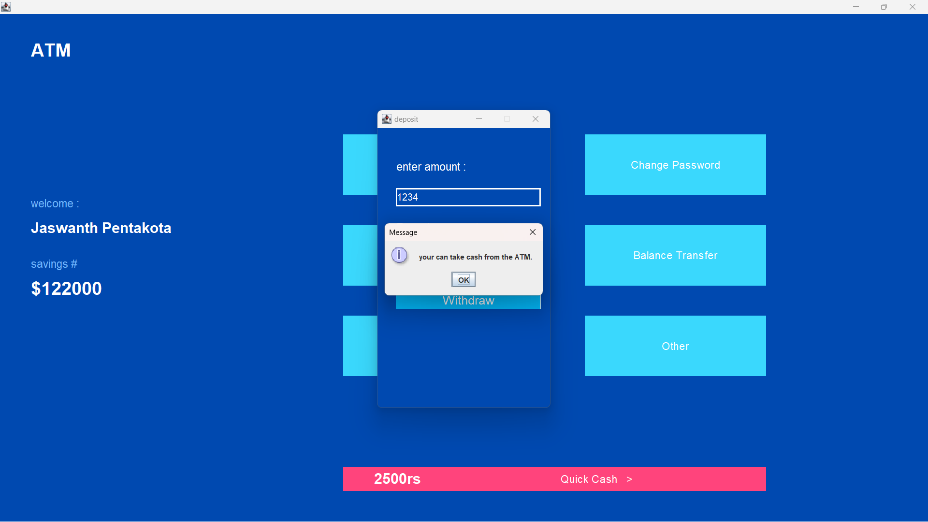 ATM
welcome :
Jaswanth Pentakota
savings #
$122000
deposit
enter amount :
1234
Message
your can take cash from the ATM.
OK
Withdraw
Change Password
Balance Transfer
Other
2500rs
Quick Cash >